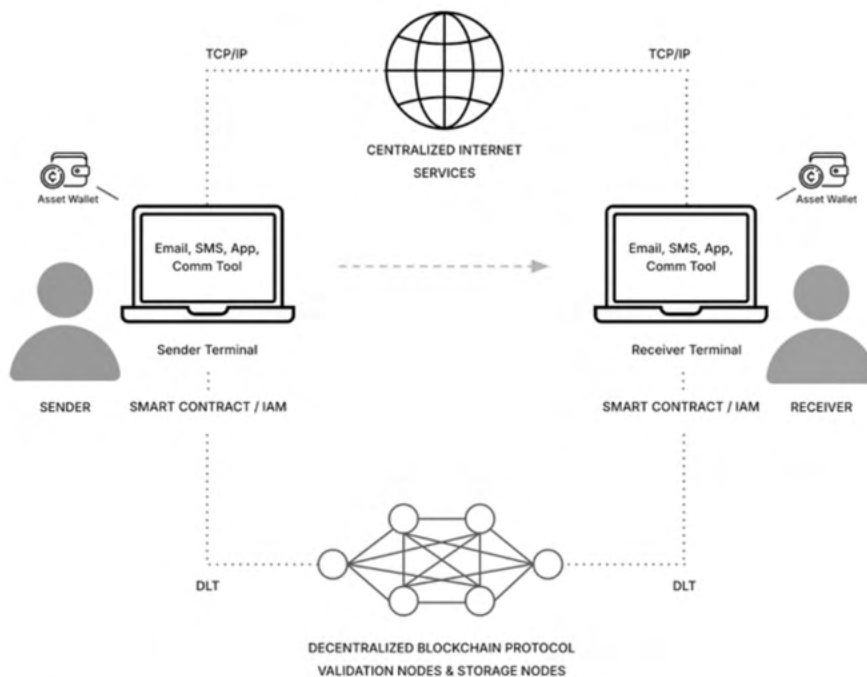 TCP/IP
TCP/IP
CENTRALIZED INTERNET
SERVICES
Asset Wallet
Asset Wallet
Email, SMS, App,
Comm Tool
Email, SMS, App,
Comm Tool
Sender Terminal
Receiver Terminal
SENDER
SMART CONTRACT / IAM
SMART CONTRACT / IAM
RECEIVER
DLT
DLT
DECENTRALIZED BLOCKCHAIN PROTOCOL
VALIDATION NODES & STORAGE NODES